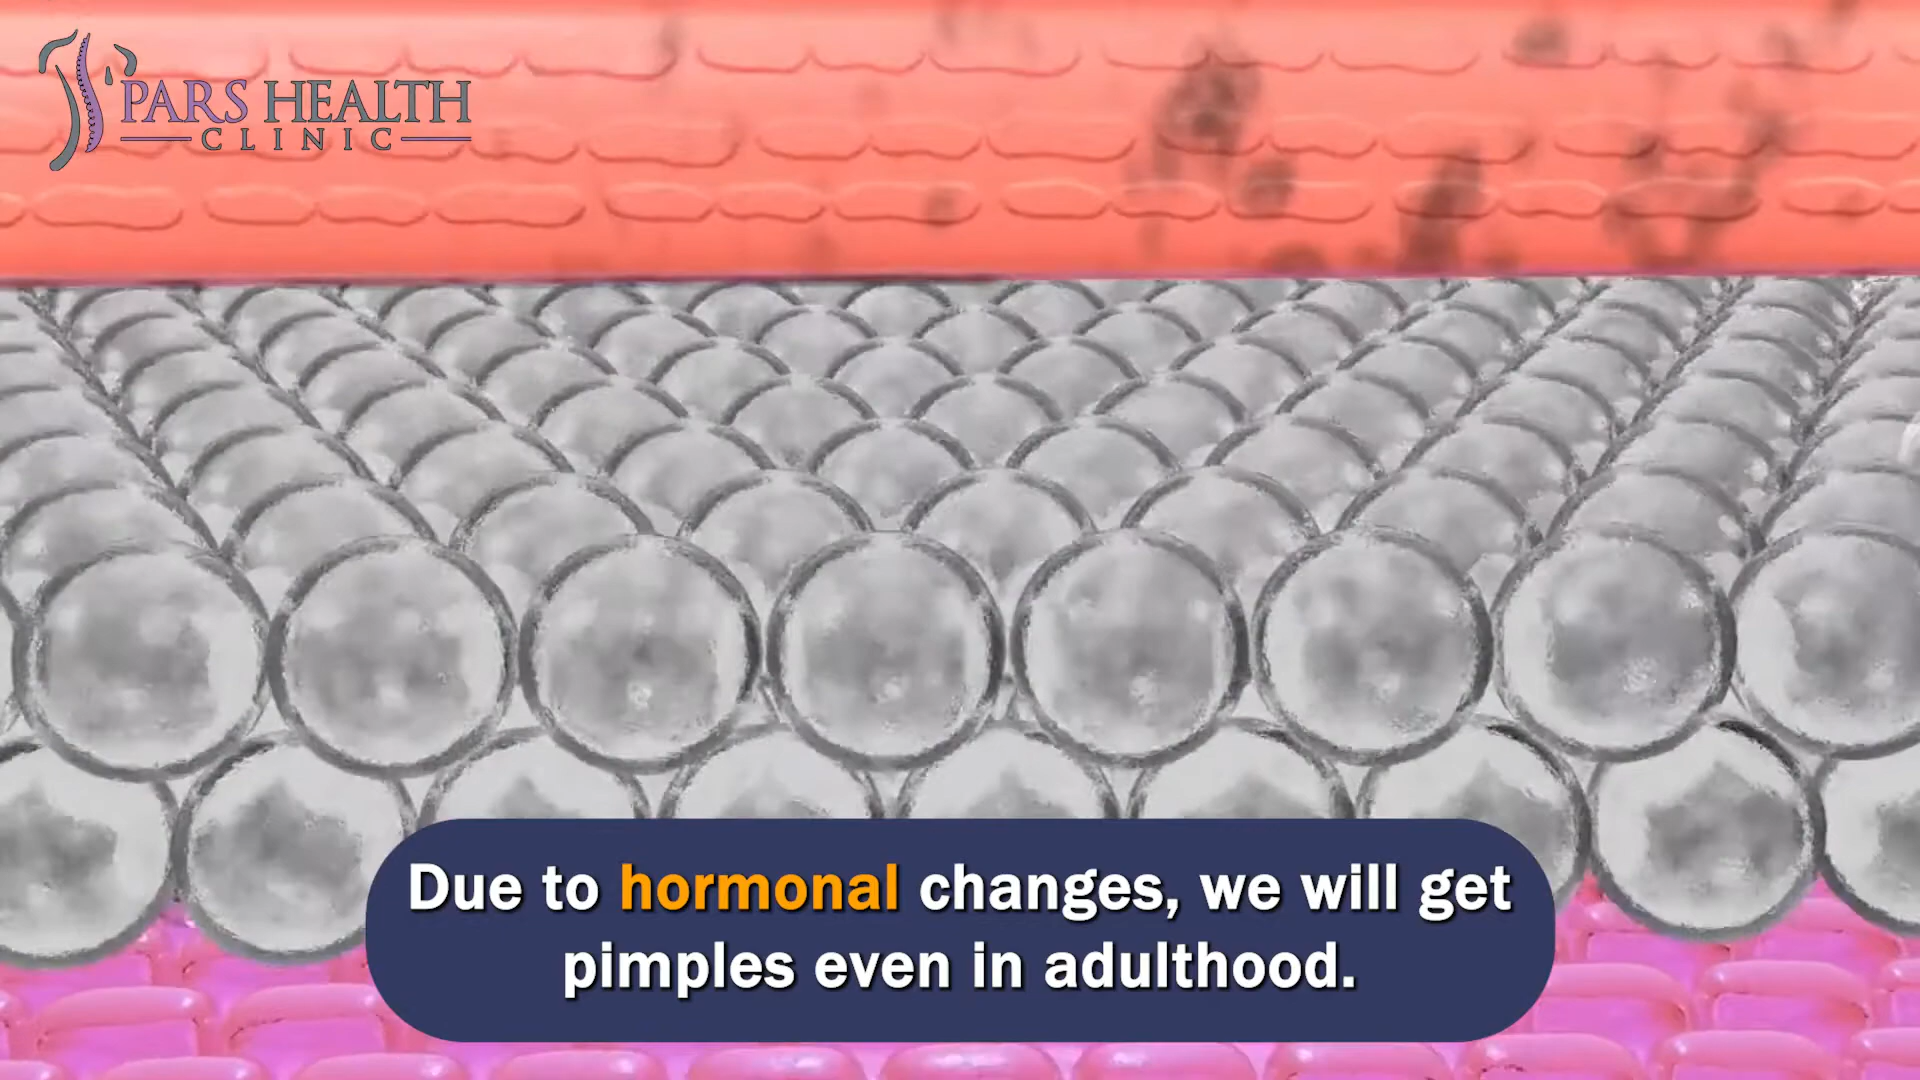 PARS HEALTH
CLINIC
Due to hormonal changes, we will get
pimples even in adulthood.